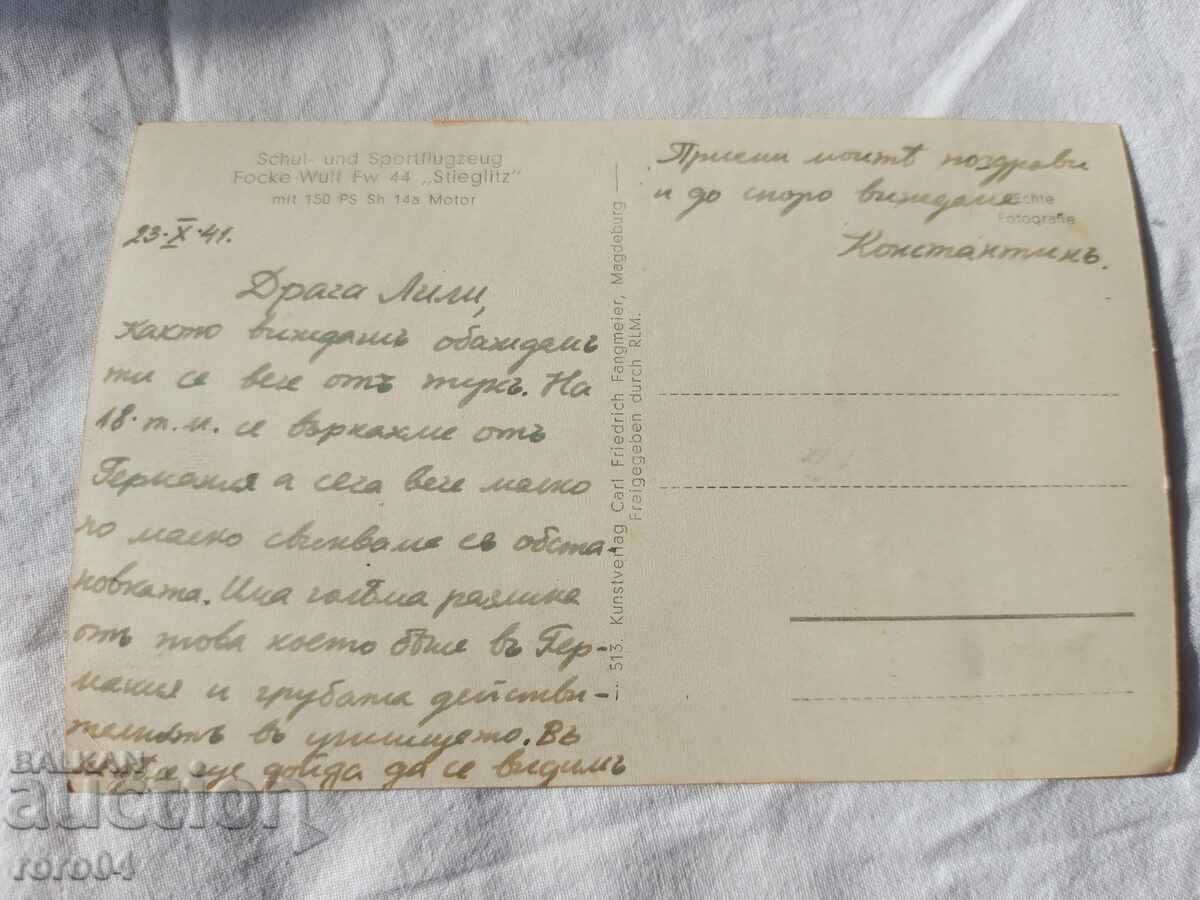 Schul- und Sportflugzeug
Focke-Wulf Fw 44 „Stieglitz"
mit 150 PS Sh 14a Motor
23·X·41.
Драга Лили,
както виждашъ обаждамъ
ти се вече отъ тукъ. На
18·т.м. се върнахме отъ
Германия а сега вече малко
по малко свикваме съ обста-
новката. Има голѣма разлика
отъ това което бѣше въ Гер-
мания и грубата действи-
телность въ училището. Въ
ще дойда да се видимъ
513. Kunstverlag Carl Friedrich Fangmeier, Magdeburg
Freigegeben durch RLM.
Приеми моитѣ поздрави
и до скоро виждане
Echte
Fotografie
Константинъ.
BALKAN
auction
roro04